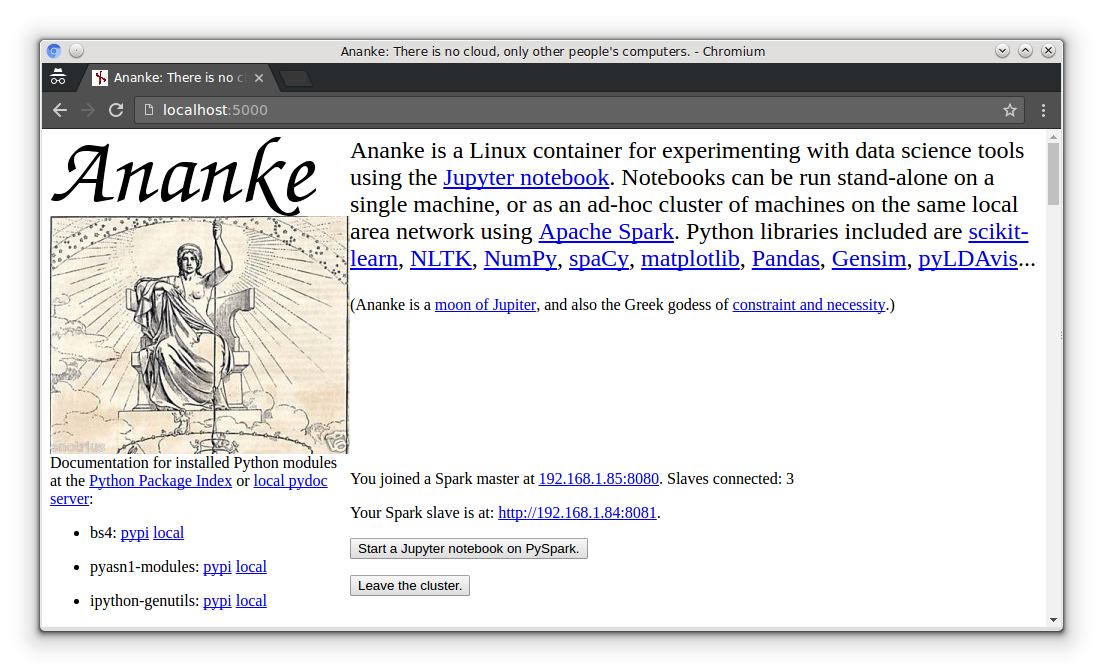 Ananke: There is no cloud, only other people's computers. - Chromium
Ananke: There is no c
localhost:5000
Ananke
Ananke is a Linux container for experimenting with data science tools
using the Jupyter notebook. Notebooks can be run stand-alone on a
single machine, or as an ad-hoc cluster of machines on the same local
area network using Apache Spark. Python libraries included are scikit-
learn, NLTK, NumPy, spaCy, matplotlib, Pandas, Gensim, pyLDAvis...
(Ananke is a moon of Jupiter, and also the Greek godess of constraint and necessity.)
enotrius
Documentation for installed Python modules
at the Python Package Index or local pydoc
server:
• bs4: pypi local
• pyasn1-modules: pypi local
• ipython-genutils: pypi local
You joined a Spark master at 192.168.1.85:8080. Slaves connected: 3
Your Spark slave is at: http://192.168.1.84:8081.
Start a Jupyter notebook on PySpark.
Leave the cluster.